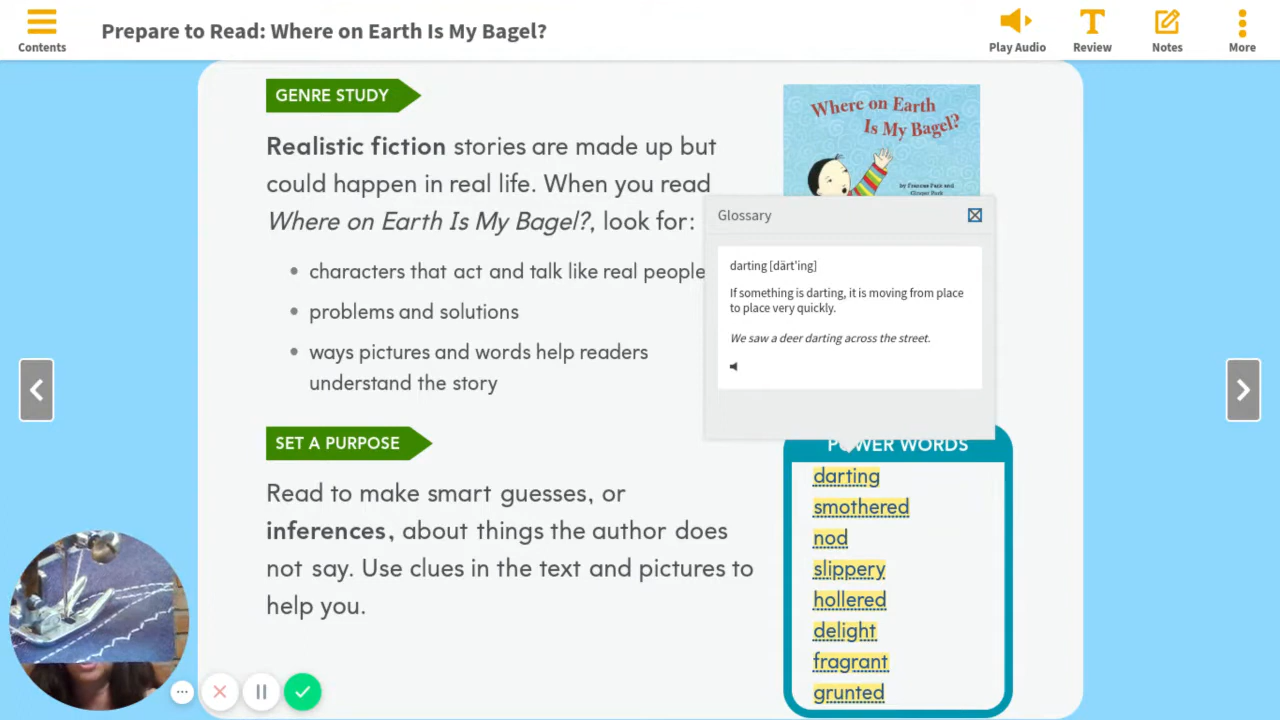 Contents
Prepare to Read: Where on Earth Is My Bagel?
Play Audio
Review
Notes
More
GENRE STUDY
Realistic fiction stories are made up but
could happen in real life. When you read
Where on Earth Is My Bagel?, look for:
• characters that act and talk like real people
• problems and solutions
• ways pictures and words help readers
understand the story
SET A PURPOSE
Read to make smart guesses, or
inferences, about things the author does
not say. Use clues in the text and pictures to
help you.
Where on Earth
Is My Bagel?
by Frances Park and
Ginger Park
Glossary
darting [därt'ing]
If something is darting, it is moving from place
to place very quickly.
We saw a deer darting across the street.
POWER WORDS
darting
smothered
nod
slippery
hollered
delight
fragrant
grunted